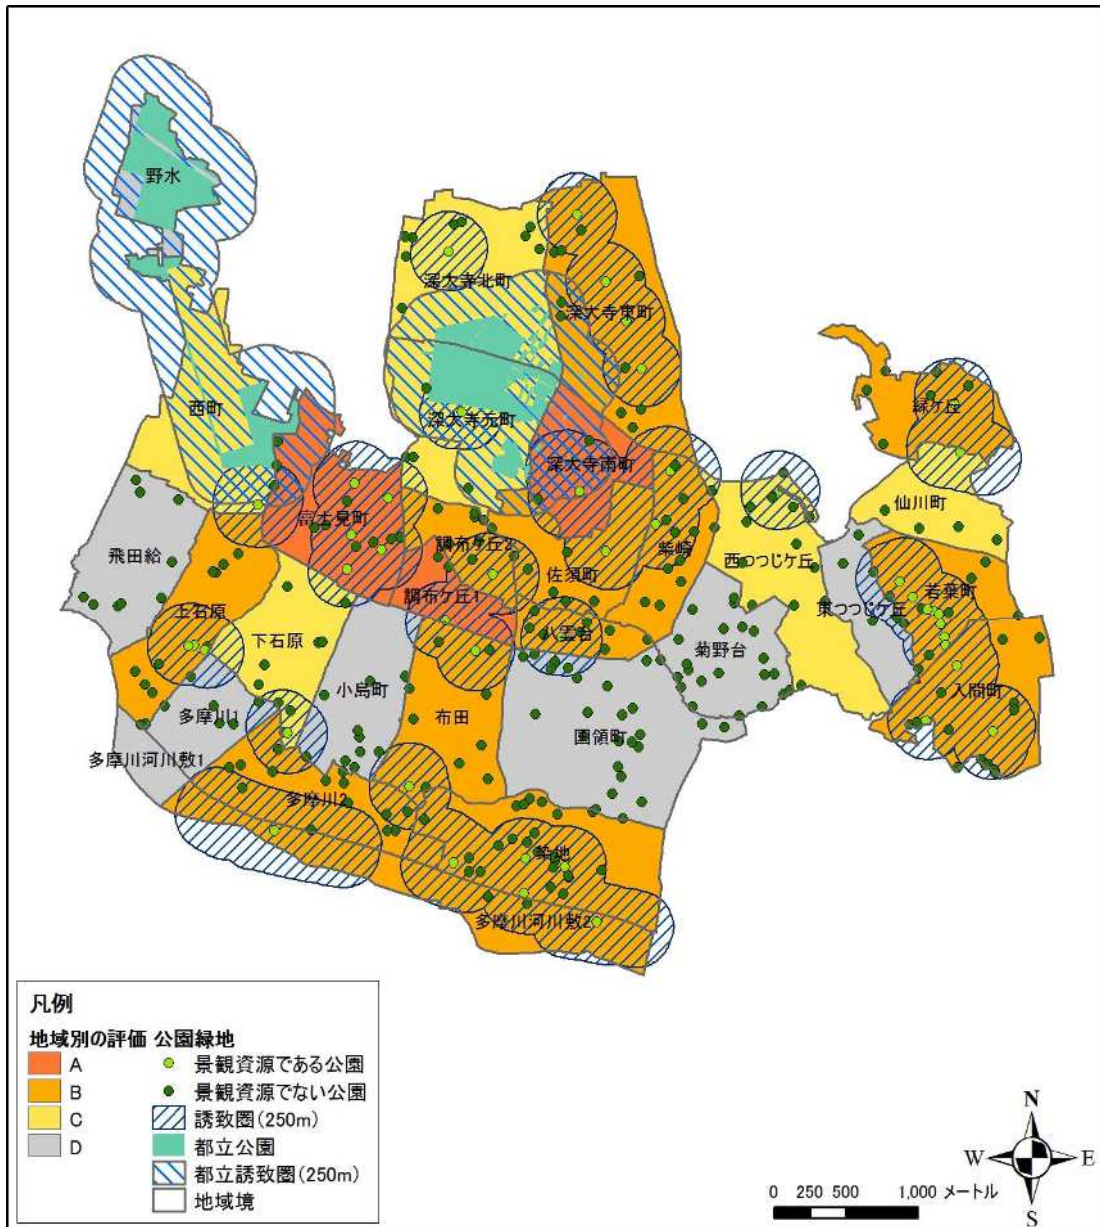 野水
深大寺北町
深大寺東町
西町
深大寺元町
緑ケ丘
深大寺南町
仙川町
富士見町
飛田給
調布ケ丘2
柴崎
佐須町
西つつじケ丘
若葉町
調布ケ丘1
東つつじケ丘
上石原
八雲台
下石原
菊野台
入間町
小島町
布田
多摩川1
国領町
多摩川河川敷1
多摩川2
染地
多摩川河川敷2
凡例
地域別の評価 公園緑地
A 景観資源である公園
B 景観資源でない公園
C 誘致圏(250m)
D 都立公園
都立誘致圏(250m)
地域境
N
W E
S
0 250 500 1,000 メートル